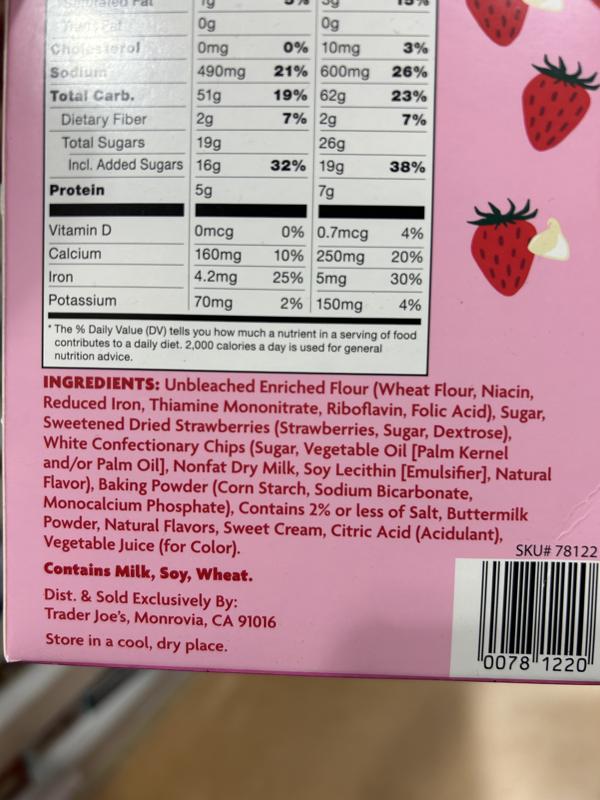 Saturated Fat 1g 5% 3g 15%
Trans Fat 0g 0g
Cholesterol 0mg 0% 10mg 3%
Sodium 490mg 21% 600mg 26%
Total Carb. 51g 19% 62g 23%
Dietary Fiber 2g 7% 2g 7%
Total Sugars 19g 26g
Incl. Added Sugars 16g 32% 19g 38%
Protein 5g 7g
Vitamin D 0mcg 0% 0.7mcg 4%
Calcium 160mg 10% 250mg 20%
Iron 4.2mg 25% 5mg 30%
Potassium 70mg 2% 150mg 4%
* The % Daily Value (DV) tells you how much a nutrient in a serving of food
contributes to a daily diet. 2,000 calories a day is used for general
nutrition advice.
INGREDIENTS: Unbleached Enriched Flour (Wheat Flour, Niacin,
Reduced Iron, Thiamine Mononitrate, Riboflavin, Folic Acid), Sugar,
Sweetened Dried Strawberries (Strawberries, Sugar, Dextrose),
White Confectionary Chips (Sugar, Vegetable Oil [Palm Kernel
and/or Palm Oil], Nonfat Dry Milk, Soy Lecithin [Emulsifier], Natural
Flavor), Baking Powder (Corn Starch, Sodium Bicarbonate,
Monocalcium Phosphate), Contains 2% or less of Salt, Buttermilk
Powder, Natural Flavors, Sweet Cream, Citric Acid (Acidulant),
Vegetable Juice (for Color).
Contains Milk, Soy, Wheat.
Dist. & Sold Exclusively By:
Trader Joe's, Monrovia, CA 91016
Store in a cool, dry place.
SKU# 78122
0078 1220